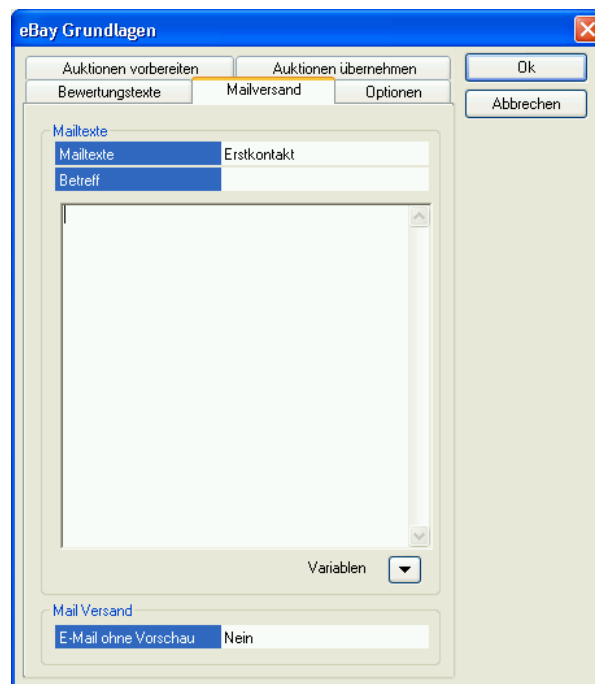 eBay Grundlagen
Auktionen vorbereiten Auktionen übernehmen Ok
Bewertungstexte Mailversand Optionen Abbrechen
Mailtexte
Mailtexte Erstkontakt
Betreff
Variablen
Mail Versand
E-Mail ohne Vorschau Nein